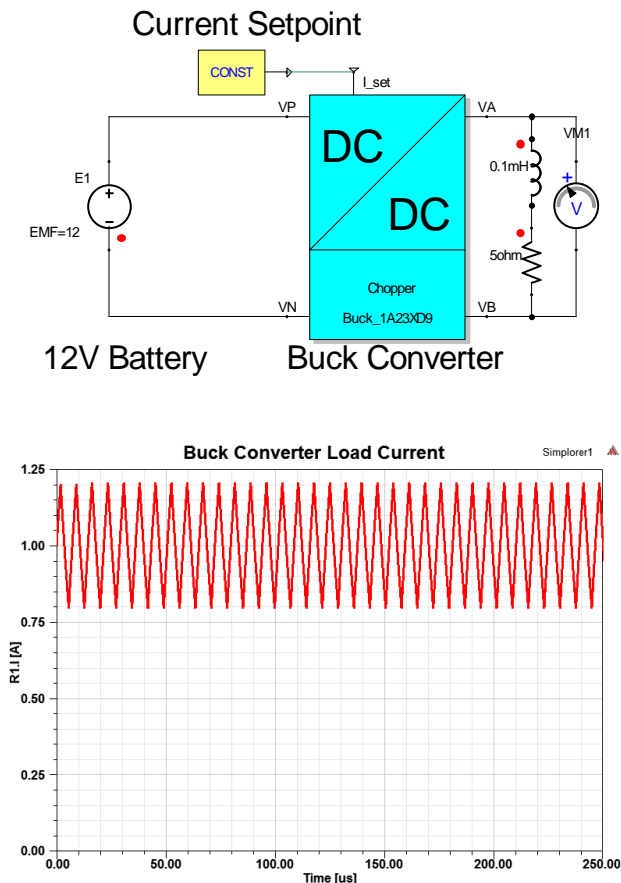 Current Setpoint
CONST
I_set
VP
VA
VM1
DC
0.1mH
E1
+
V
DC
EMF=12
5ohm
Chopper
VN
VB
Buck_1A23XD9
12V Battery
Buck Converter
Buck Converter Load Current
Simplorer1
1.25
1.00
0.75
R1.I [A]
0.50
0.25
0.00
0.00 50.00 100.00 150.00 200.00 250.00
Time [us]